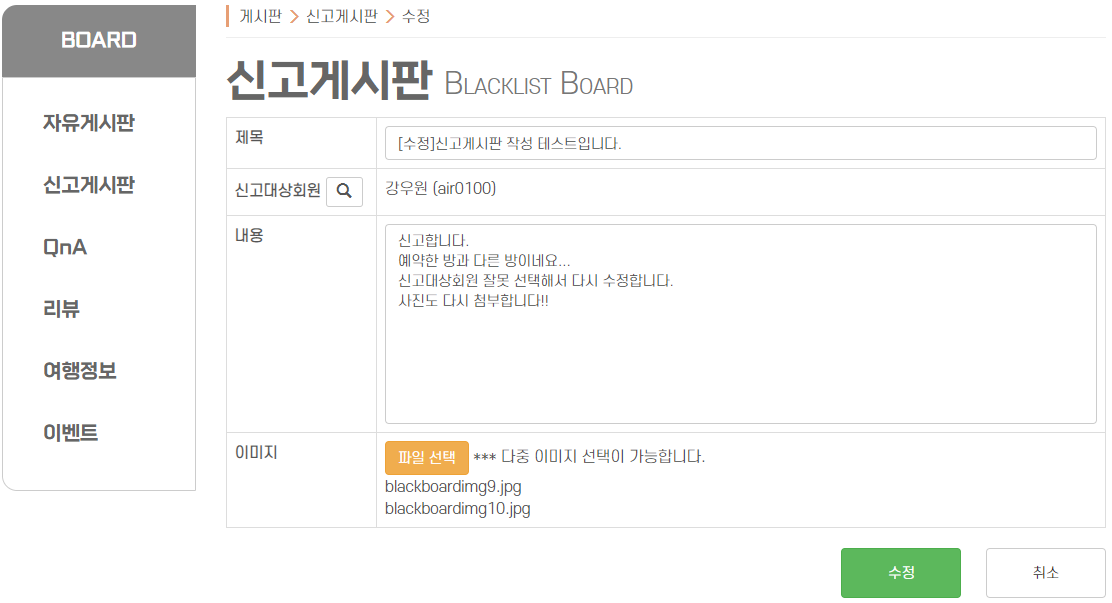 BOARD
자유게시판
신고게시판
QnA
리뷰
여행정보
이벤트
게시판 > 신고게시판 > 수정
신고게시판 BLACKLIST BOARD
제목
[수정]신고게시판 작성 테스트입니다.
신고대상회원
강우원 (air0100)
내용
신고합니다.
예약한 방과 다른 방이네요...
신고대상회원 잘못 선택해서 다시 수정합니다.
사진도 다시 첨부합니다!!
이미지
파일 선택 *** 다중 이미지 선택이 가능합니다.
blackboardimg9.jpg
blackboardimg10.jpg
수정
취소